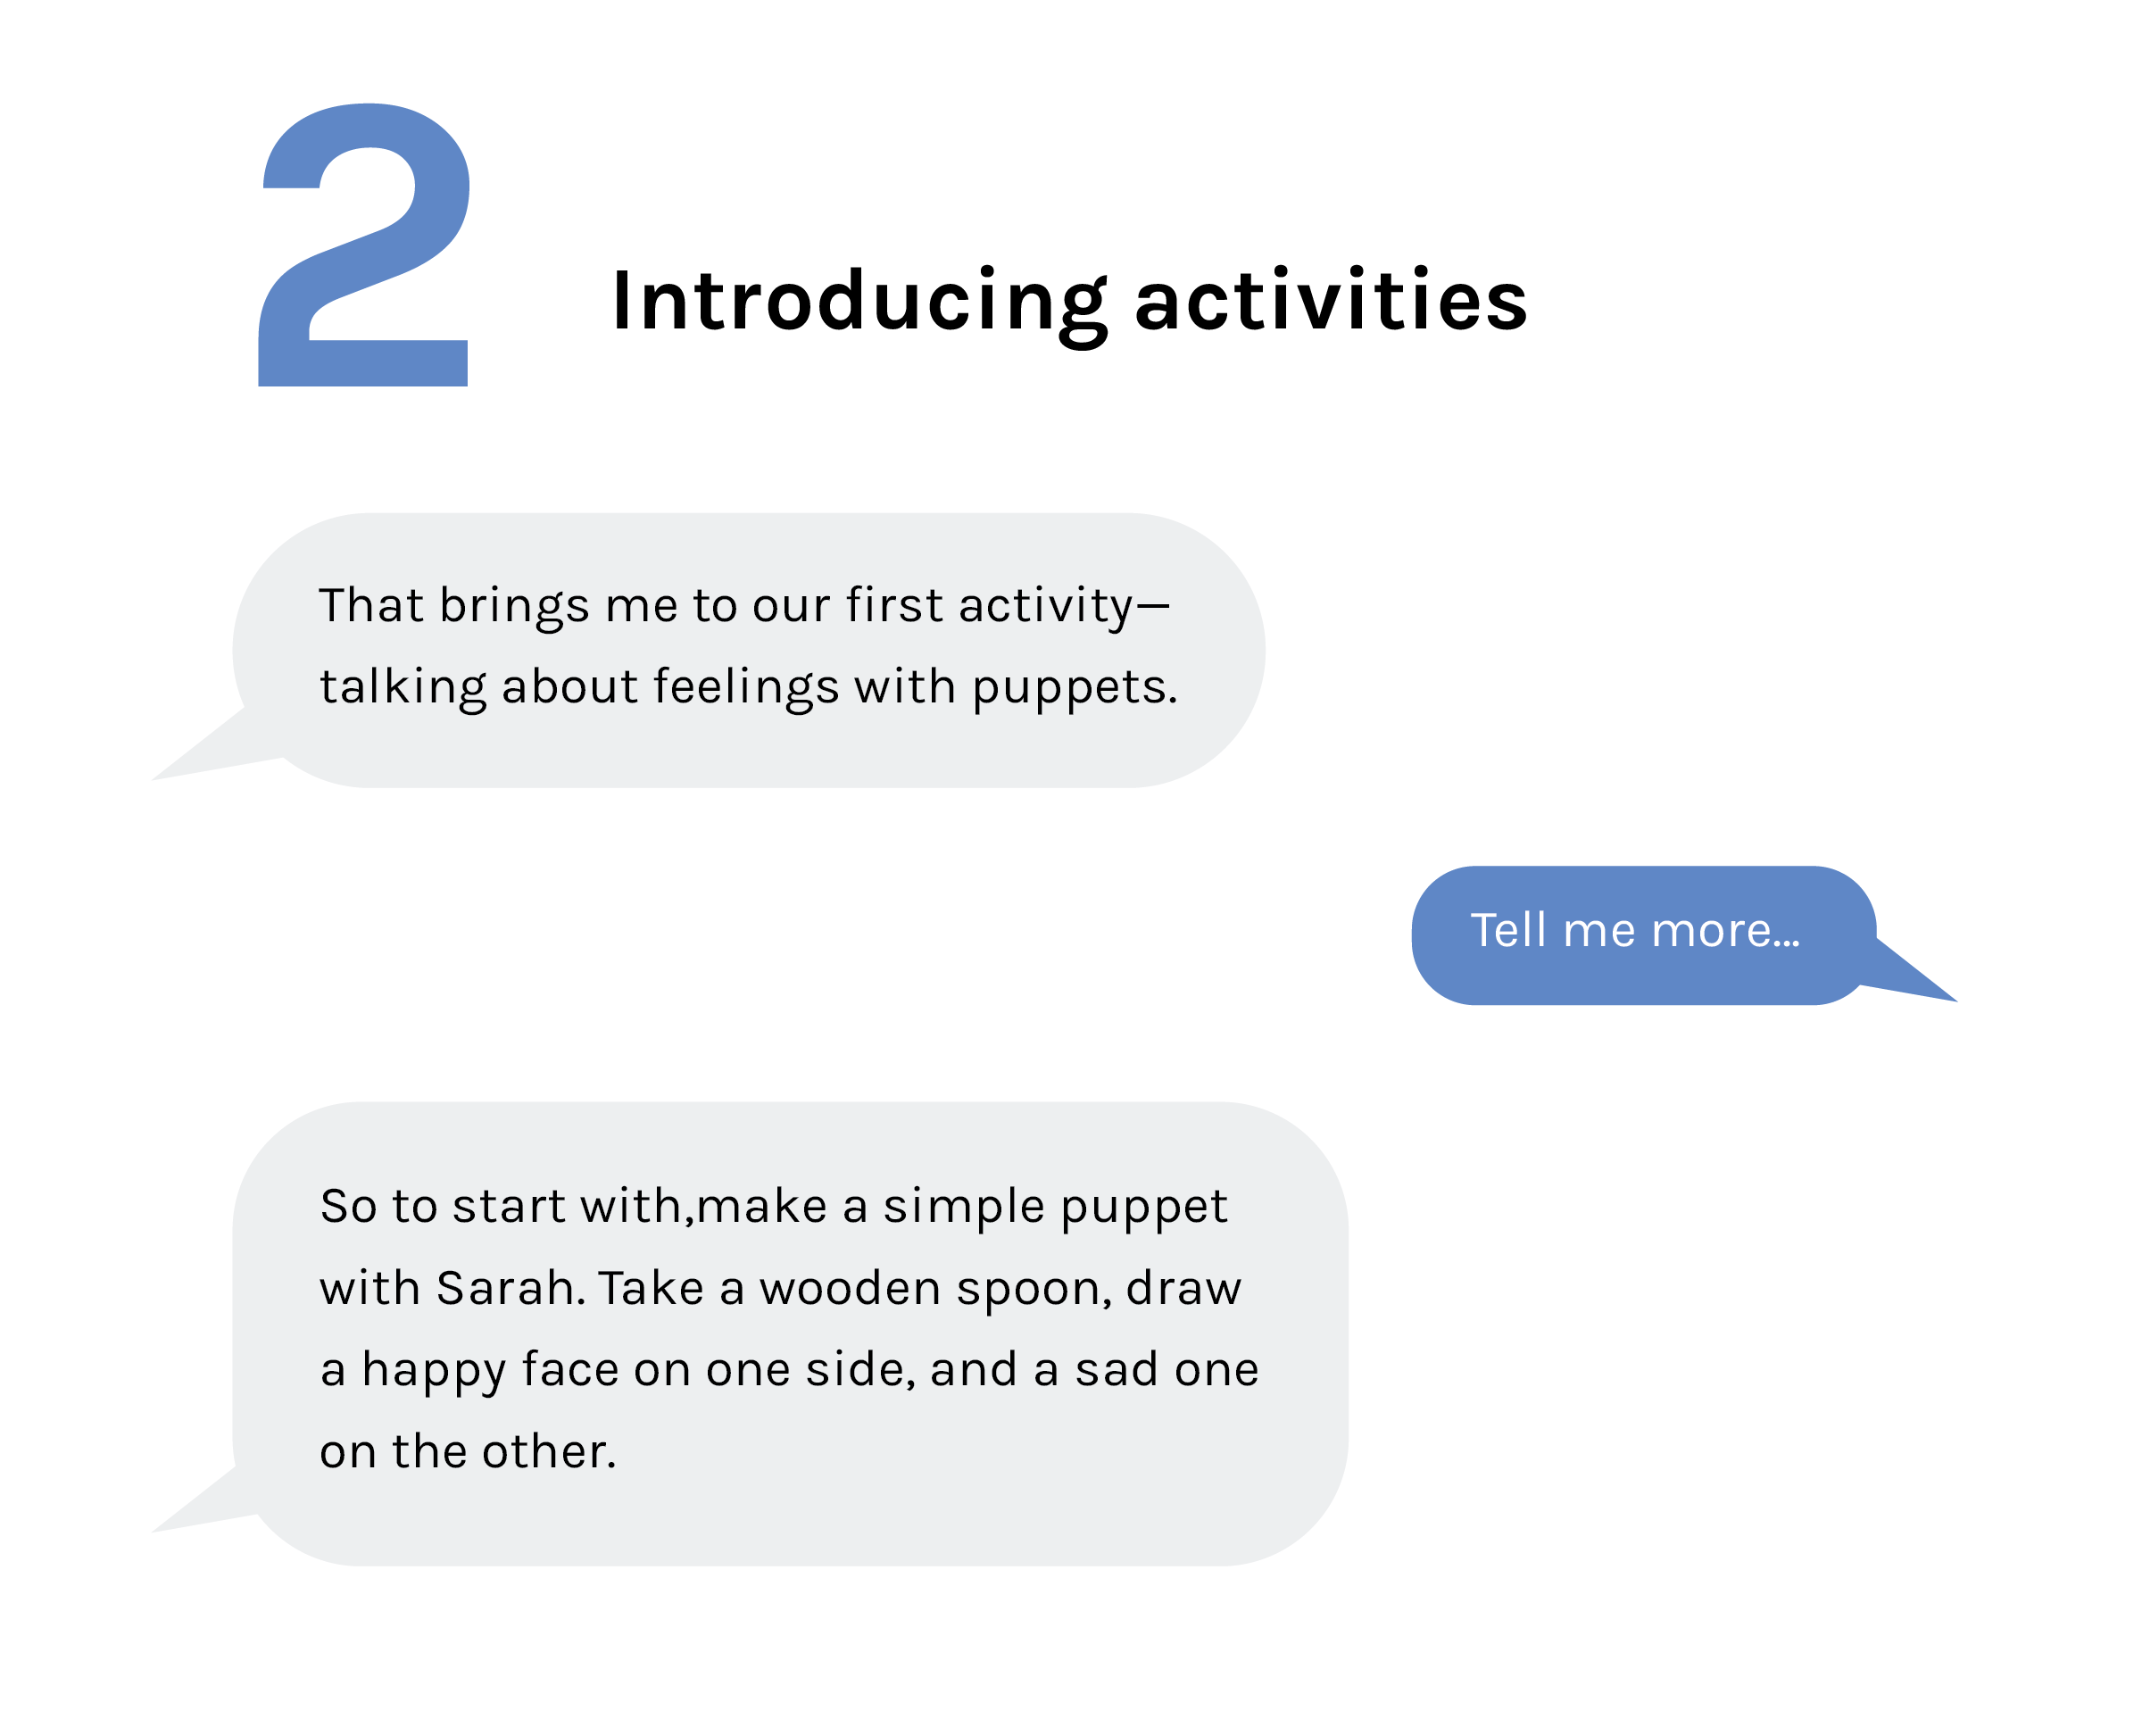 2
Introducing activities
That brings me to our first activity—
talking about feelings with puppets.
Tell me more...
So to start with,make a simple puppet
with Sarah. Take a wooden spoon, draw
a happy face on one side, and a sad one
on the other.